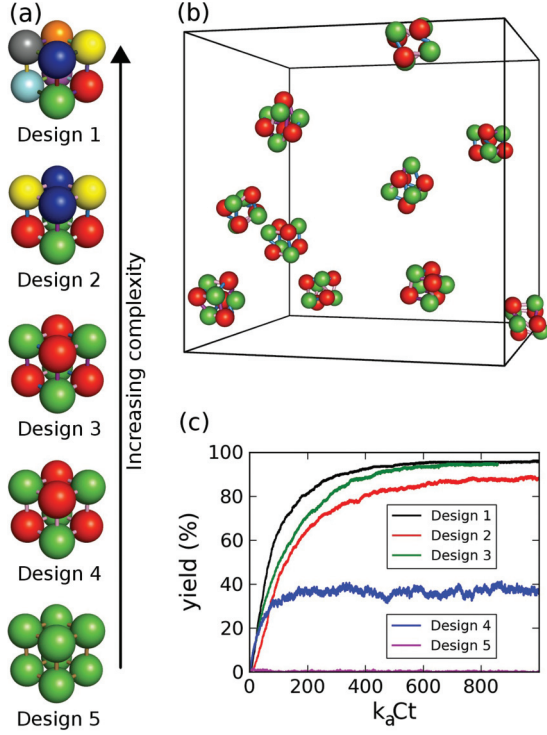 (a)
Design 1
Design 2
Design 3
Design 4
Design 5
Increasing complexity
(b)
(c)
yield (%)
100
80
60
40
20
0
Design 1
Design 2
Design 3
Design 4
Design 5
0 200 400 600 800
kaCt